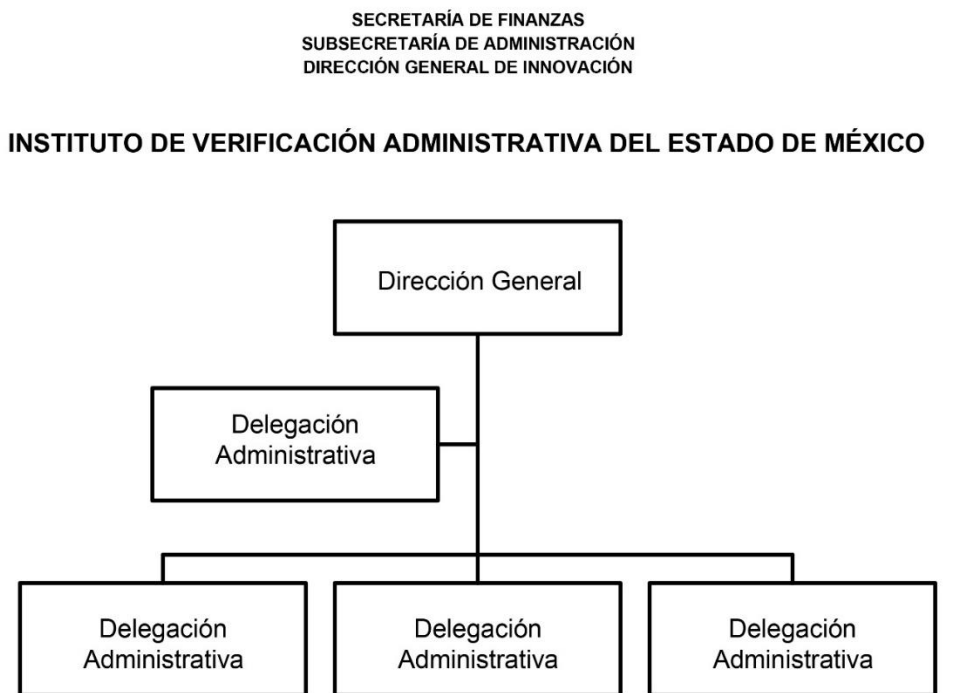 SECRETARÍA DE FINANZAS
SUBSECRETARÍA DE ADMINISTRACIÓN
DIRECCIÓN GENERAL DE INNOVACIÓN
INSTITUTO DE VERIFICACIÓN ADMINISTRATIVA DEL ESTADO DE MÉXICO
Dirección General
Delegación
Administrativa
Delegación
Administrativa
Delegación
Administrativa
Delegación
Administrativa